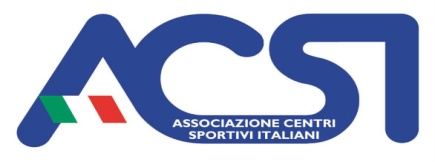 ACSI
ASSOCIAZIONE CENTRI
SPORTIVI ITALIANI